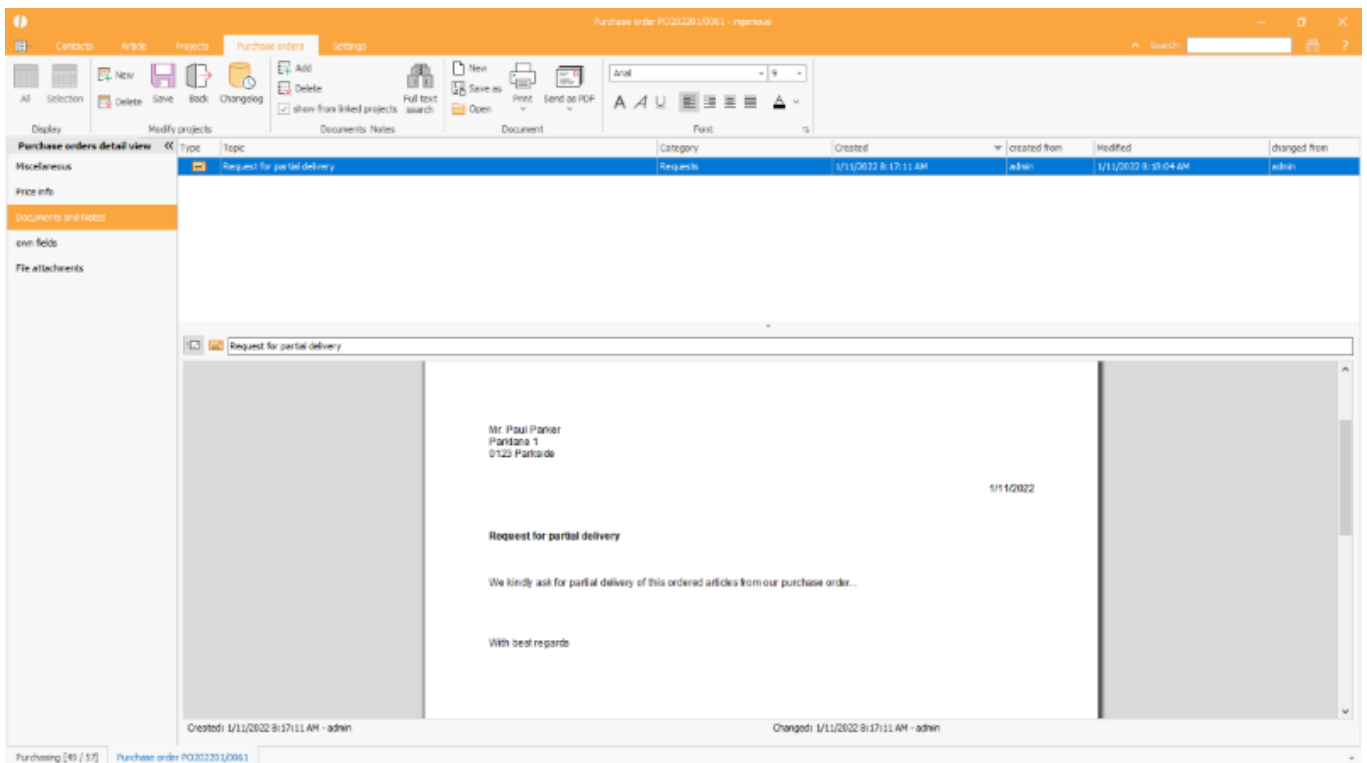 Purchase order PO202201/0061 - ingenious
Contacts Article Projects Purchase orders Settings
Search:
All Selection New Delete Save Back Changelog
Add
Delete
show from linked projects
Full text search
New
Save as
Open
Print Send as PDF
Arial 9
A A U A
Display Modify projects Documents Notes Document Font
Purchase orders detail view
Miscellaneous
Price info
Documents and Notes
own fields
File attachments
Type Topic Category Created created from Modified changed from
Request for partial delivery Requests 1/11/2022 8:17:11 AM admin 1/11/2022 8:18:04 AM admin
Request for partial delivery
Mr. Paul Parker
Parklane 1
0123 Parkside
1/11/2022
Request for partial delivery
We kindly ask for partial delivery of this ordered articles from our purchase order...
With best regards
Created: 1/11/2022 8:17:11 AM - admin Changed: 1/11/2022 8:17:11 AM - admin
Purchasing [49 / 57] Purchase order PO202201/0061